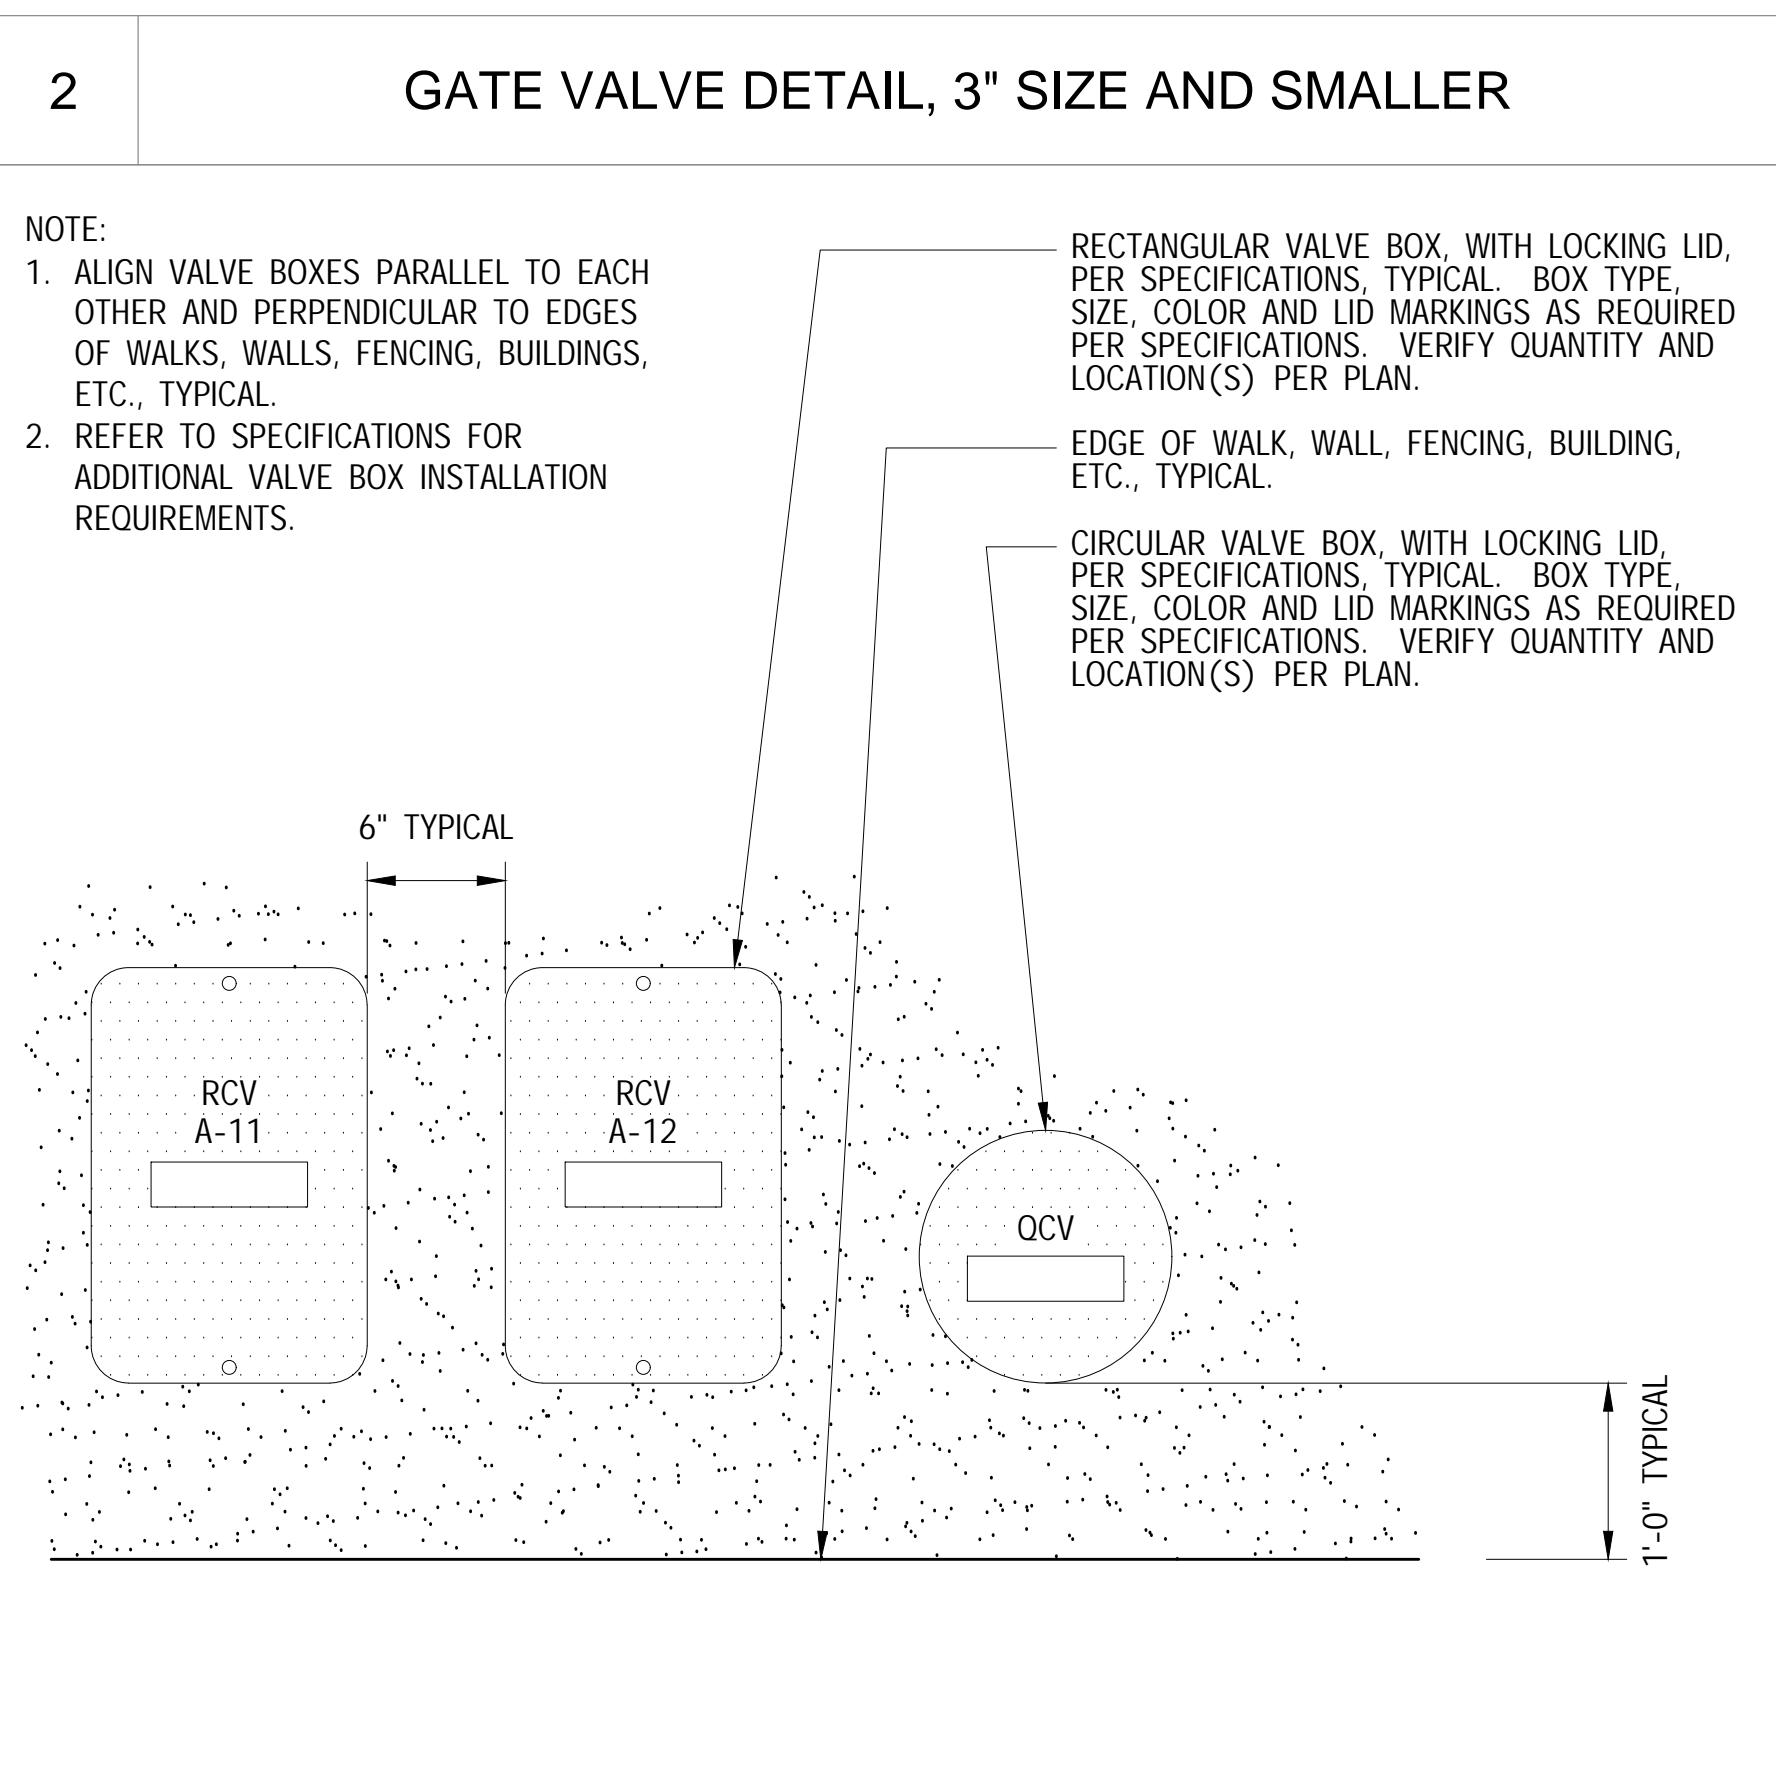 2
GATE VALVE DETAIL, 3" SIZE AND SMALLER
NOTE:
1. ALIGN VALVE BOXES PARALLEL TO EACH
OTHER AND PERPENDICULAR TO EDGES
OF WALKS, WALLS, FENCING, BUILDINGS,
ETC., TYPICAL.
2. REFER TO SPECIFICATIONS FOR
ADDITIONAL VALVE BOX INSTALLATION
REQUIREMENTS.
RECTANGULAR VALVE BOX, WITH LOCKING LID,
PER SPECIFICATIONS, TYPICAL. BOX TYPE,
SIZE, COLOR AND LID MARKINGS AS REQUIRED
PER SPECIFICATIONS. VERIFY QUANTITY AND
LOCATION(S) PER PLAN.
EDGE OF WALK, WALL, FENCING, BUILDING,
ETC., TYPICAL.
CIRCULAR VALVE BOX, WITH LOCKING LID,
PER SPECIFICATIONS, TYPICAL. BOX TYPE,
SIZE, COLOR AND LID MARKINGS AS REQUIRED
PER SPECIFICATIONS. VERIFY QUANTITY AND
LOCATION(S) PER PLAN.
6" TYPICAL
RCV
A-11
RCV
A-12
QCV
1'-0" TYPICAL